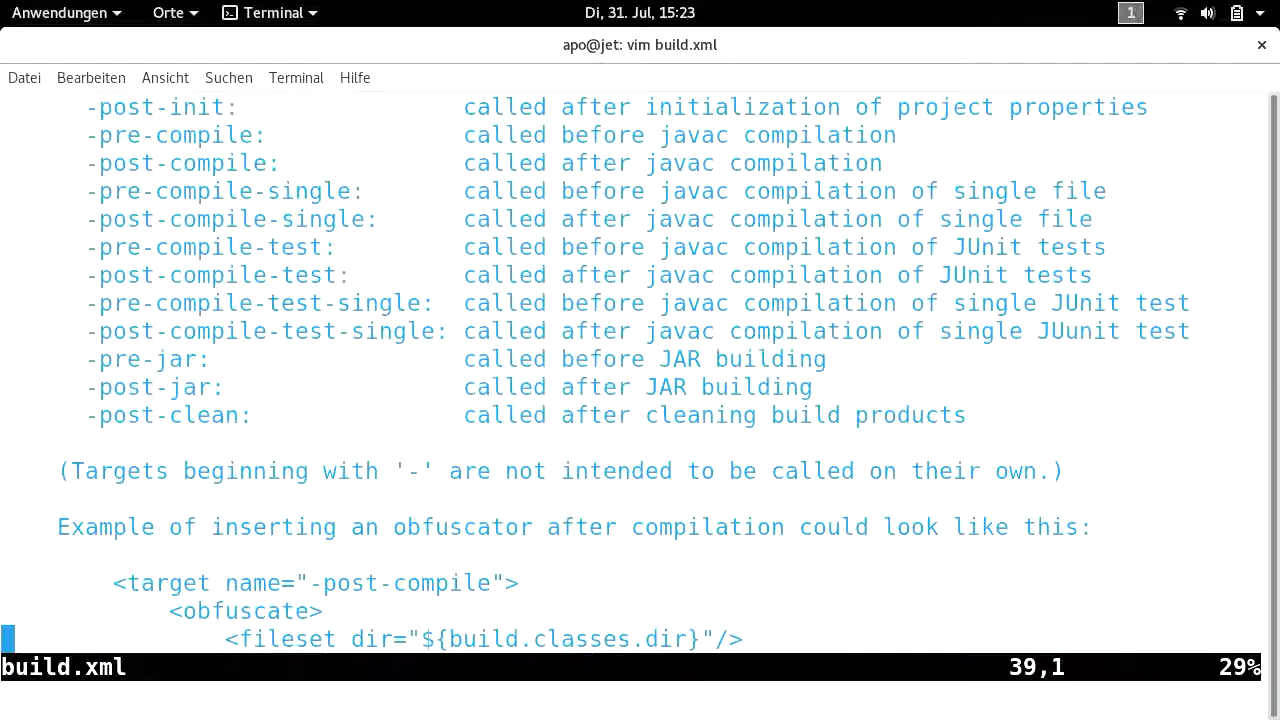 Anwendungen Orte Terminal Di, 31. Jul, 15:23 1
apo@jet: vim build.xml ×
Datei Bearbeiten Ansicht Suchen Terminal Hilfe
-post-init: called after initialization of project properties
-pre-compile: called before javac compilation
-post-compile: called after javac compilation
-pre-compile-single: called before javac compilation of single file
-post-compile-single: called after javac compilation of single file
-pre-compile-test: called before javac compilation of JUnit tests
-post-compile-test: called after javac compilation of JUnit tests
-pre-compile-test-single: called before javac compilation of single JUnit test
-post-compile-test-single: called after javac compilation of single JUunit test
-pre-jar: called before JAR building
-post-jar: called after JAR building
-post-clean: called after cleaning build products
(Targets beginning with '-' are not intended to be called on their own.)
Example of inserting an obfuscator after compilation could look like this:
<target name="-post-compile">
<obfuscate>
<fileset dir="${build.classes.dir}"/>
build.xml 39,1 29%